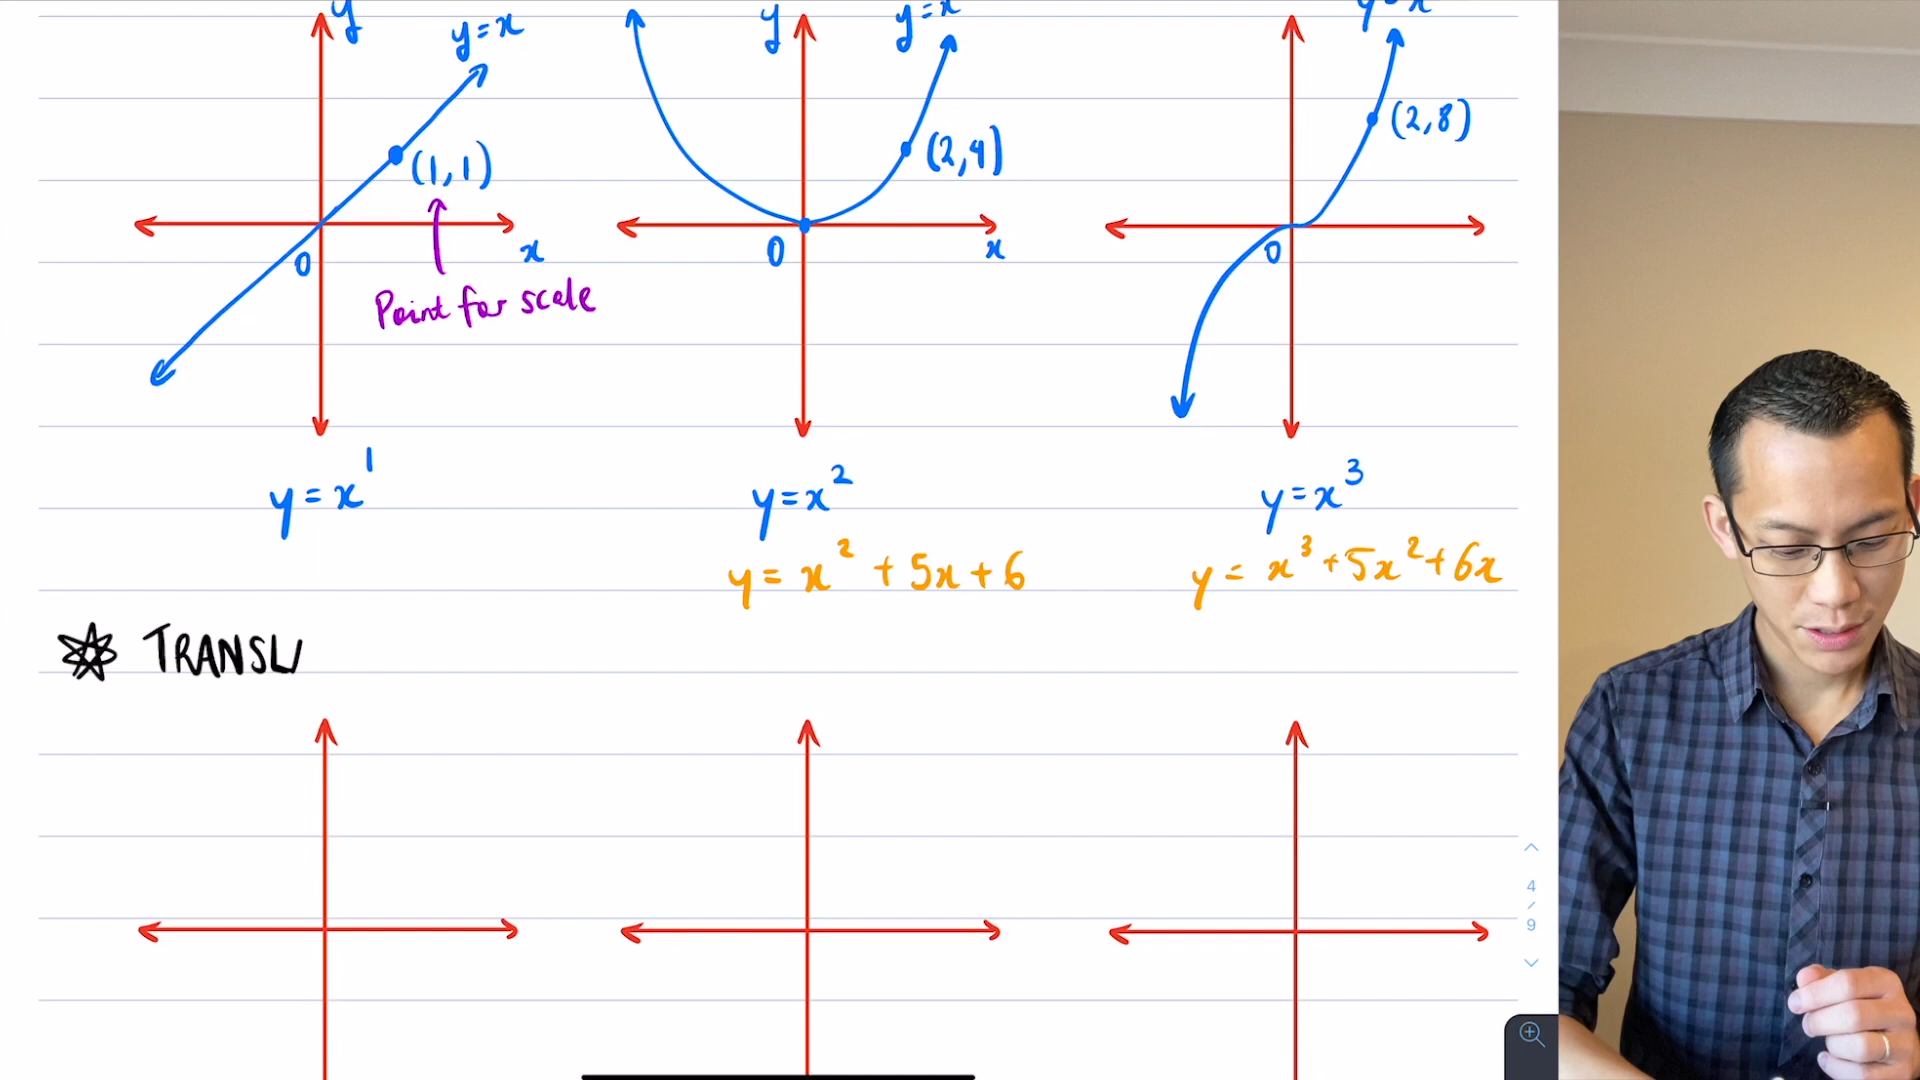 y
y=x
(1,1)
0
x
Point for scale
y
(2,4)
0
x
(2,8)
0
y=x¹
y=x²
y=x³
y=x²+5x+6
y=x³+5x²+6x
TRANSL
4
/
9